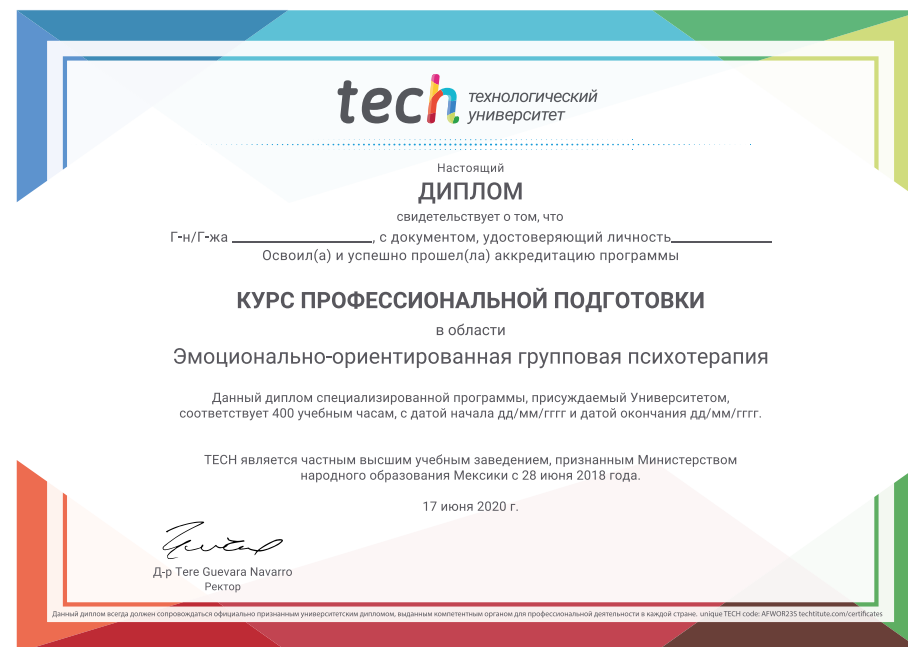 tech технологический
университет
Настоящий
ДИПЛОМ
свидетельствует о том, что
Г-н/Г-жа ____________________, с документом, удостоверяющий личность______________
Освоил(а) и успешно прошел(ла) аккредитацию программы
КУРС ПРОФЕССИОНАЛЬНОЙ ПОДГОТОВКИ
в области
Эмоционально-ориентированная групповая психотерапия
Данный диплом специализированной программы, присуждаемый Университетом,
соответствует 400 учебным часам, с датой начала дд/мм/гггг и датой окончания дд/мм/гггг.
TECH является частным высшим учебным заведением, признанным Министерством
народного образования Мексики с 28 июня 2018 года.
17 июня 2020 г.
Д-р Tere Guevara Navarro
Ректор
Данный диплом всегда должен сопровождаться официально признанным университетским дипломом, выданным компетентным органом для профессиональной деятельности в каждой стране. unique TECH code: AFWOR23S techtitute.com/certificates